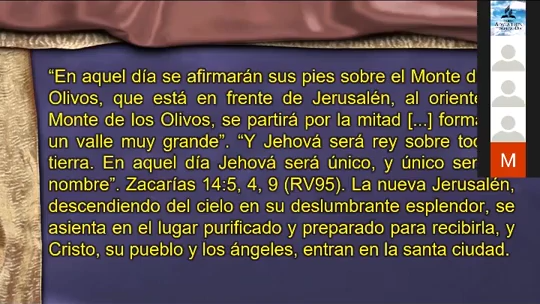 “En aquel día se afirmarán sus pies sobre el Monte d
Olivos, que está en frente de Jerusalén, al oriente
Monte de los Olivos, se partirá por la mitad [...] forma
un valle muy grande”. “Y Jehová será rey sobre to
tierra. En aquel día Jehová será único, y único ser
nombre”. Zacarías 14:5, 4, 9 (RV95). La nueva Jerusalén,
descendiendo del cielo en su deslumbrante esplendor, se
asienta en el lugar purificado y preparado para recibirla, y
Cristo, su pueblo y los ángeles, entran en la santa ciudad.
M